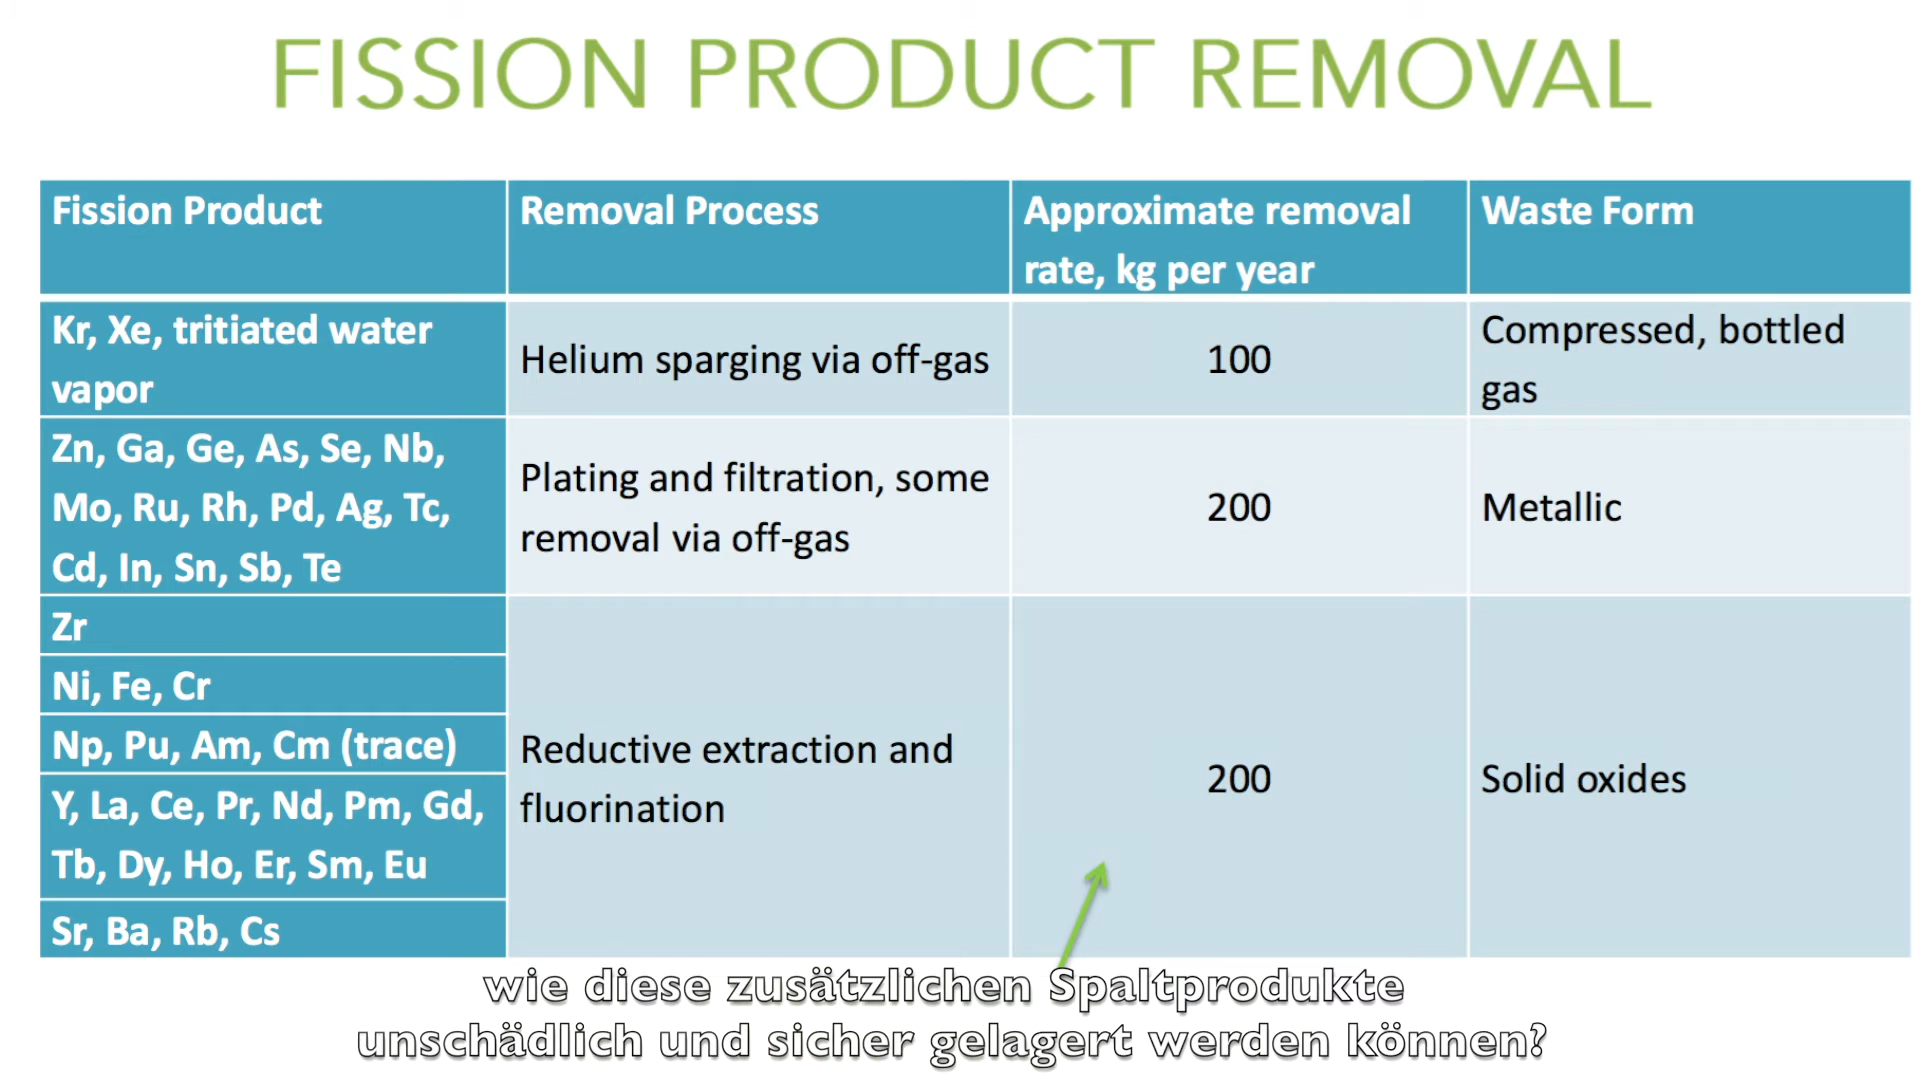 FISSION PRODUCT REMOVAL
Fission Product
Removal Process
Approximate removal
rate, kg per year
Waste Form
Kr, Xe, tritiated water
vapor
Helium sparging via off-gas
100
Compressed, bottled
gas
Zn, Ga, Ge, As, Se, Nb,
Mo, Ru, Rh, Pd, Ag, Tc,
Cd, In, Sn, Sb, Te
Plating and filtration, some
removal via off-gas
200
Metallic
Zr
Ni, Fe, Cr
Np, Pu, Am, Cm (trace)
Y, La, Ce, Pr, Nd, Pm, Gd,
Tb, Dy, Ho, Er, Sm, Eu
Sr, Ba, Rb, Cs
Reductive extraction and
fluorination
200
Solid oxides
wie diese zusätzlichen Spaltprodukte
unschädlich und sicher gelagert werden können?